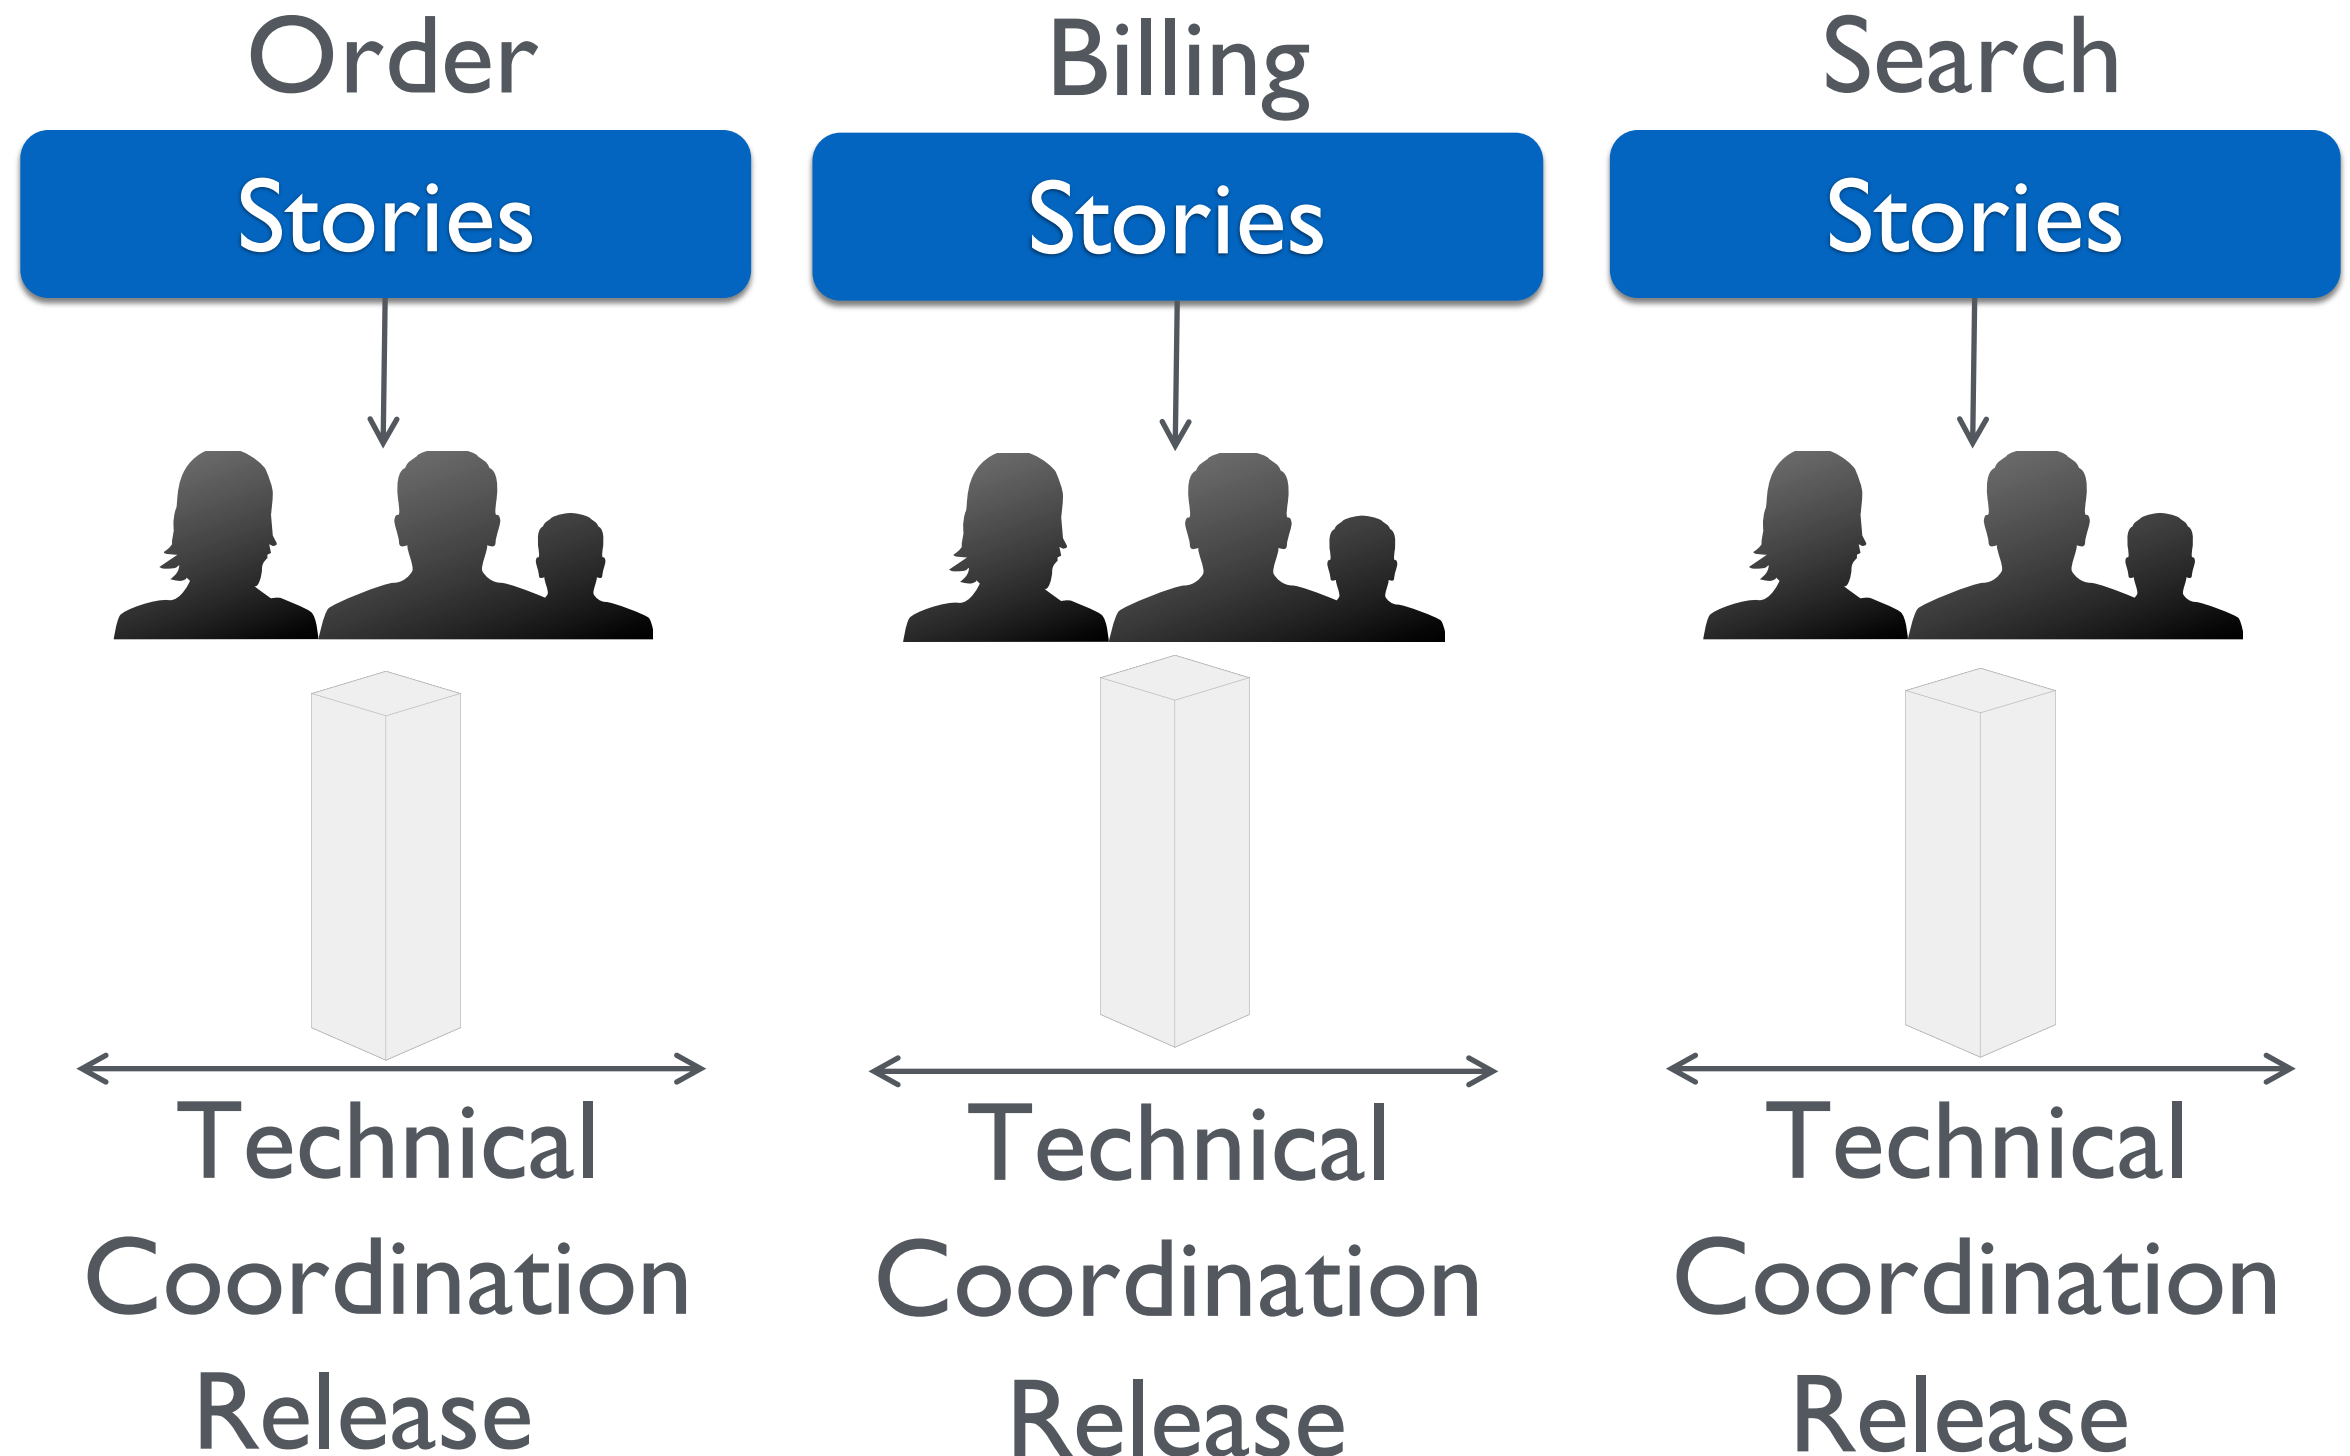 Order
Stories
Technical
Coordination
Release
Billing
Stories
Technical
Coordination
Release
Search
Stories
Technical
Coordination
Release